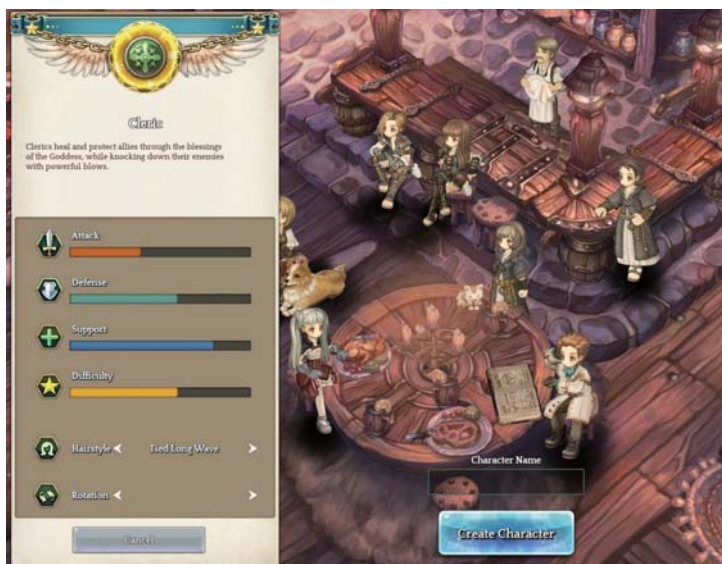 Cleric
Clerics heal and protect allies through the blessings
of the Goddess, while knocking down their enemies
with powerful blows.
Attack
Defense
Support
Difficulty
Hairstyle
Tied Long Wave
Rotation
Cancel
Character Name
Create Character